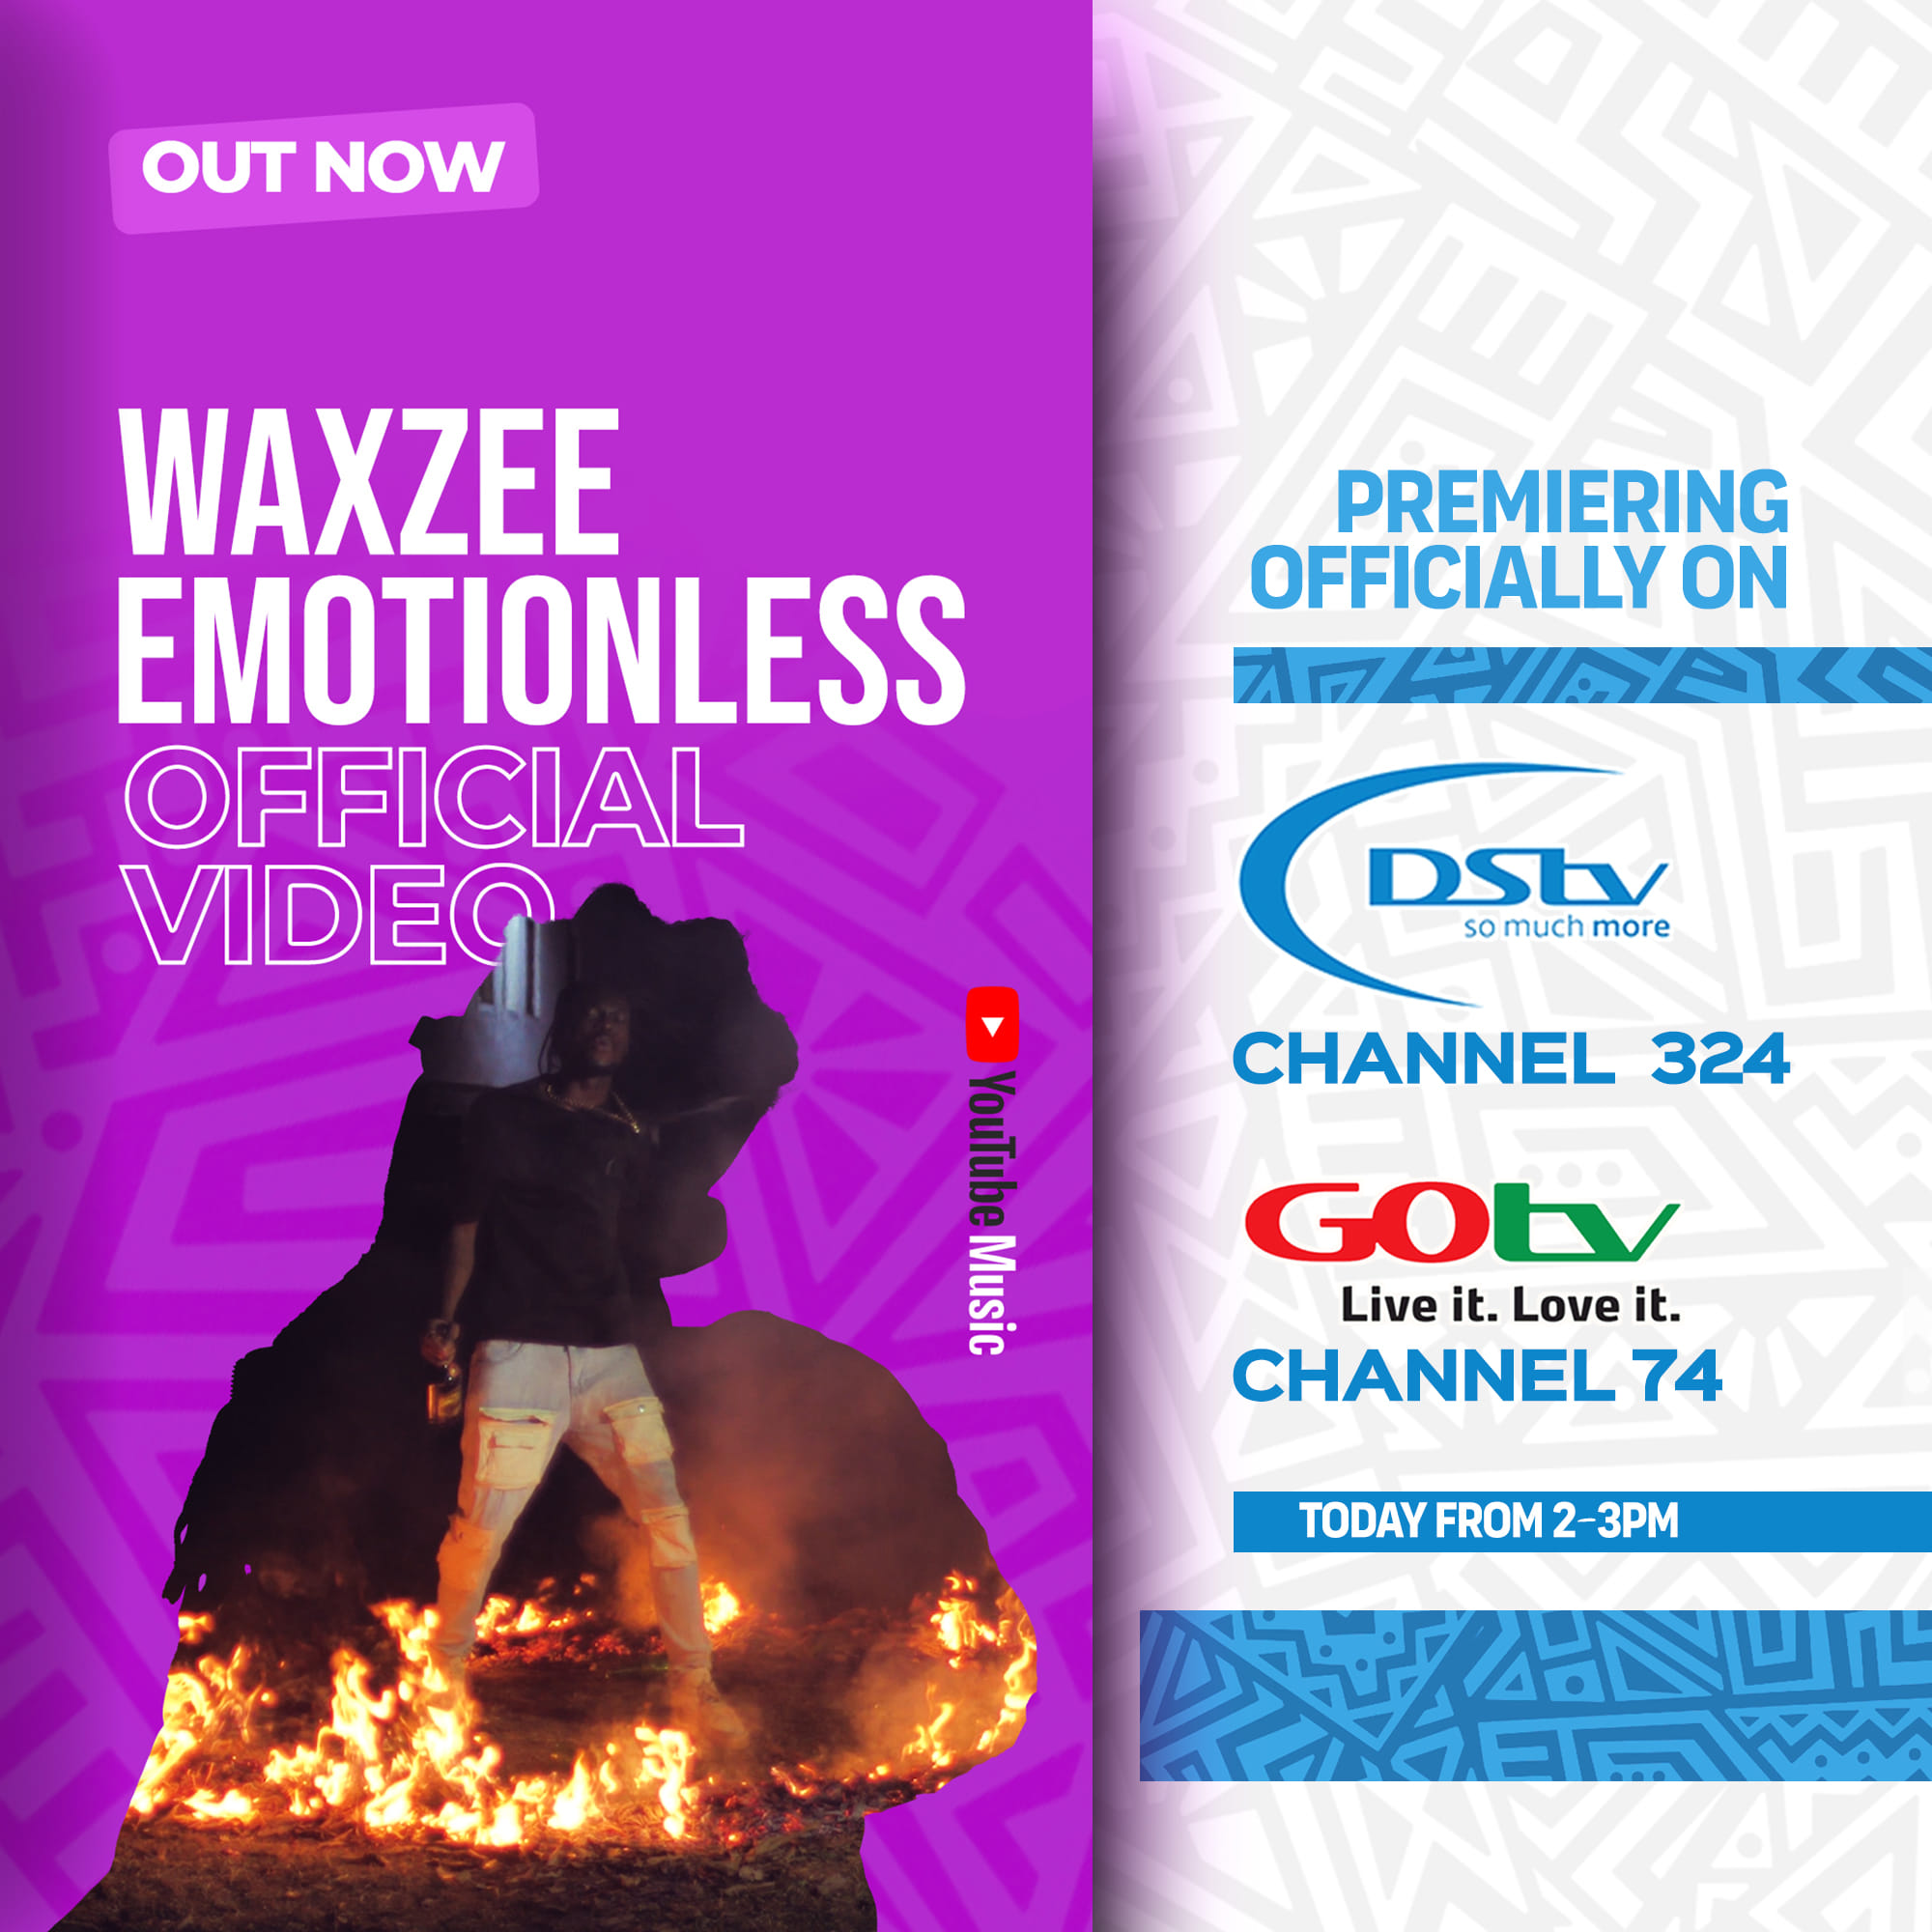 OUT NOW
WAXZEE
EMOTIONLESS
OFFICIAL
VIDEO
YouTube Music
PREMIERING
OFFICIALLY ON
DStv
so much more
CHANNEL 324
GOtv
Live it. Love it.
CHANNEL 74
TODAY FROM 2-3PM